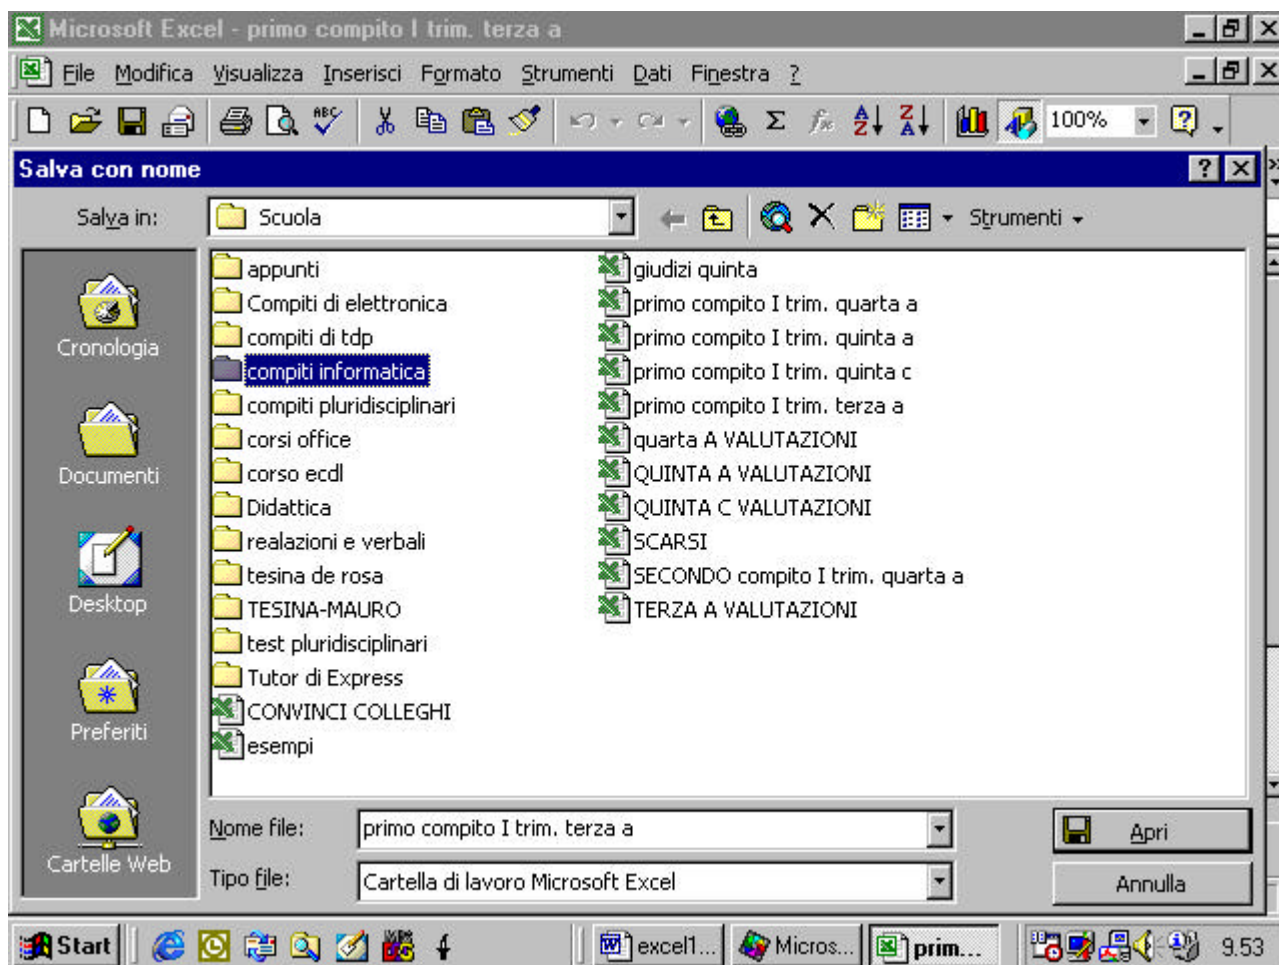 Microsoft Excel - primo compito I trim. terza a
File Modifica Visualizza Inserisci Formato Strumenti Dati Finestra ?
ABC Σ fx A Z Z A 100% ?
Salva con nome ?
Salva in: Scuola Strumenti
Cronologia
Documenti
Desktop
Preferiti
Cartelle Web
appunti
Compiti di elettronica
compiti di tdp
compiti informatica
compiti pluridisciplinari
corsi office
corso ecdl
Didattica
realazioni e verbali
tesina de rosa
TESINA-MAURO
test pluridisciplinari
Tutor di Express
CONVINCI COLLEGHI
esempi
giudizi quinta
primo compito I trim. quarta a
primo compito I trim. quinta a
primo compito I trim. quinta c
primo compito I trim. terza a
quarta A VALUTAZIONI
QUINTA A VALUTAZIONI
QUINTA C VALUTAZIONI
SCARSI
SECONDO compito I trim. quarta a
TERZA A VALUTAZIONI
Nome file: primo compito I trim. terza a Apri
Tipo file: Cartella di lavoro Microsoft Excel Annulla
Start excel1... Micros... prim... 9.53